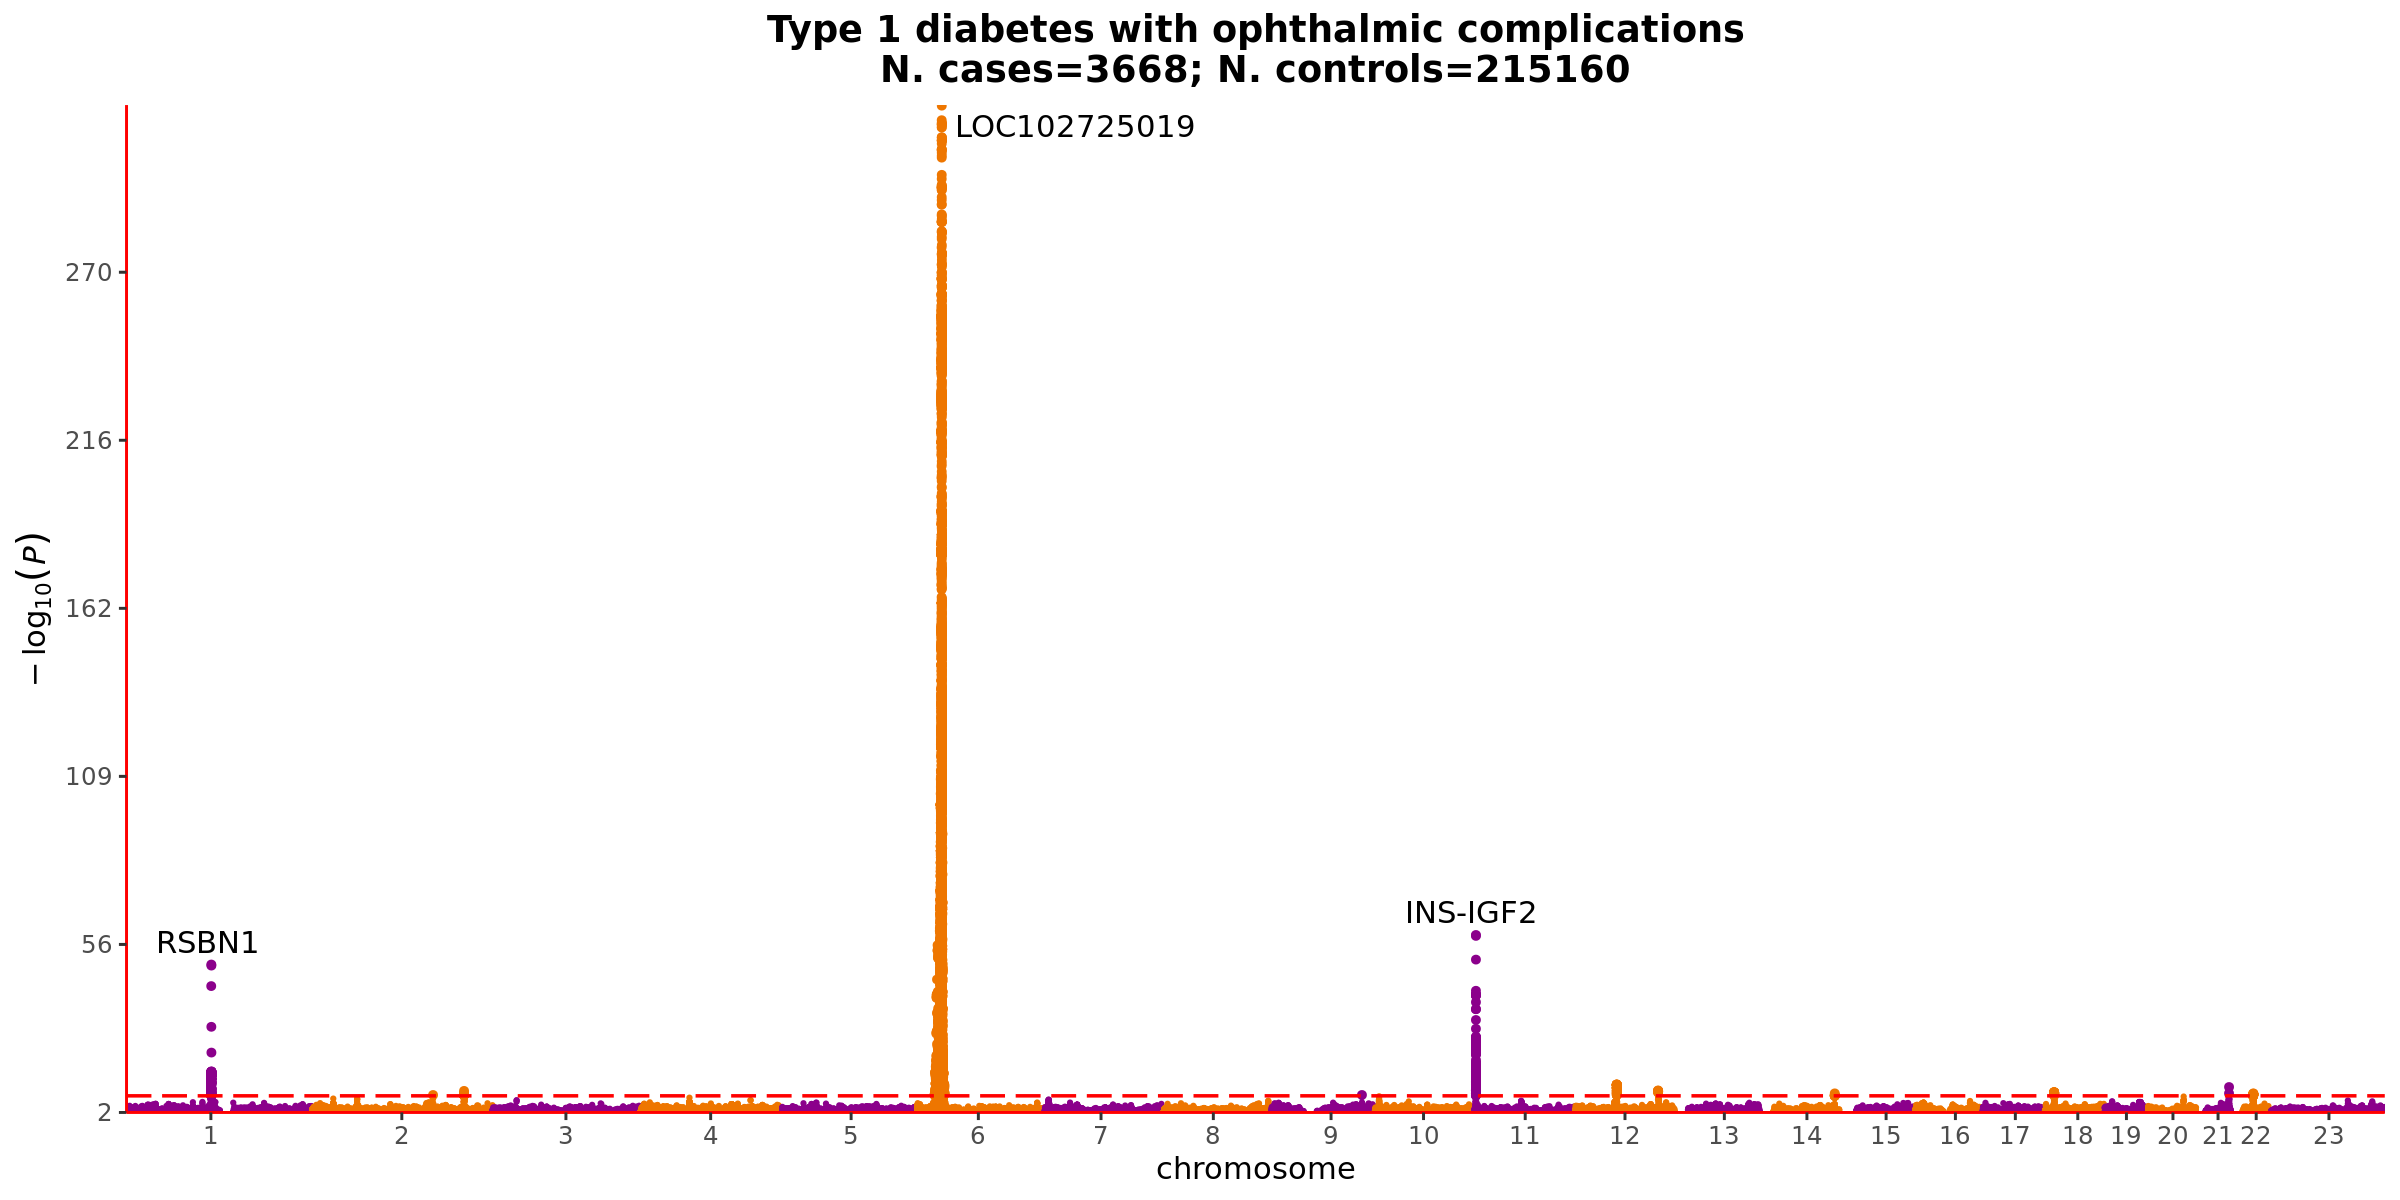 Type 1 diabetes with ophthalmic complications
N. cases=3668; N. controls=215160
LOC102725019
270
216
− log10(P)
162
109
INS-IGF2
RSBN1
56
2
1 2 3 4 5 6 7 8 9 10 11 12 13 14 15 16 17 18 19 20 21 22 23
chromosome